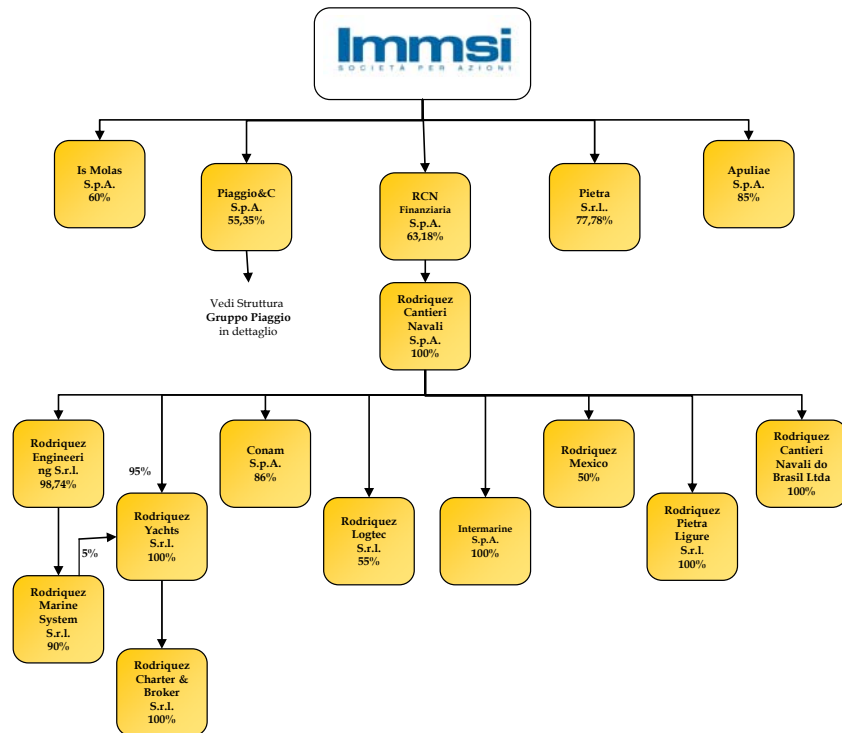 Immsi
SOCIETÀ PER AZIONI
Is Molas
S.p.A.
60%
Piaggio&C
S.p.A.
55,35%
RCN
Finanziaria
S.p.A.
63,18%
Pietra
S.r.l..
77,78%
Apuliae
S.p.A.
85%
Vedi Struttura
Gruppo Piaggio
in dettaglio
Rodriquez
Cantieri
Navali
S.p.A.
100%
Rodriquez
Engineeri
ng S.r.l.
98,74%
95%
Conam
S.p.A.
86%
Rodriquez
Mexico
50%
Rodriquez
Cantieri
Navali do
Brasil Ltda
100%
Rodriquez
Yachts
S.r.l.
100%
Rodriquez
Logtec
S.r.l.
55%
Intermarine
S.p.A.
100%
Rodriquez
Pietra
Ligure
S.r.l.
100%
5%
Rodriquez
Marine
System
S.r.l.
90%
Rodriquez
Charter &
Broker
S.r.l.
100%